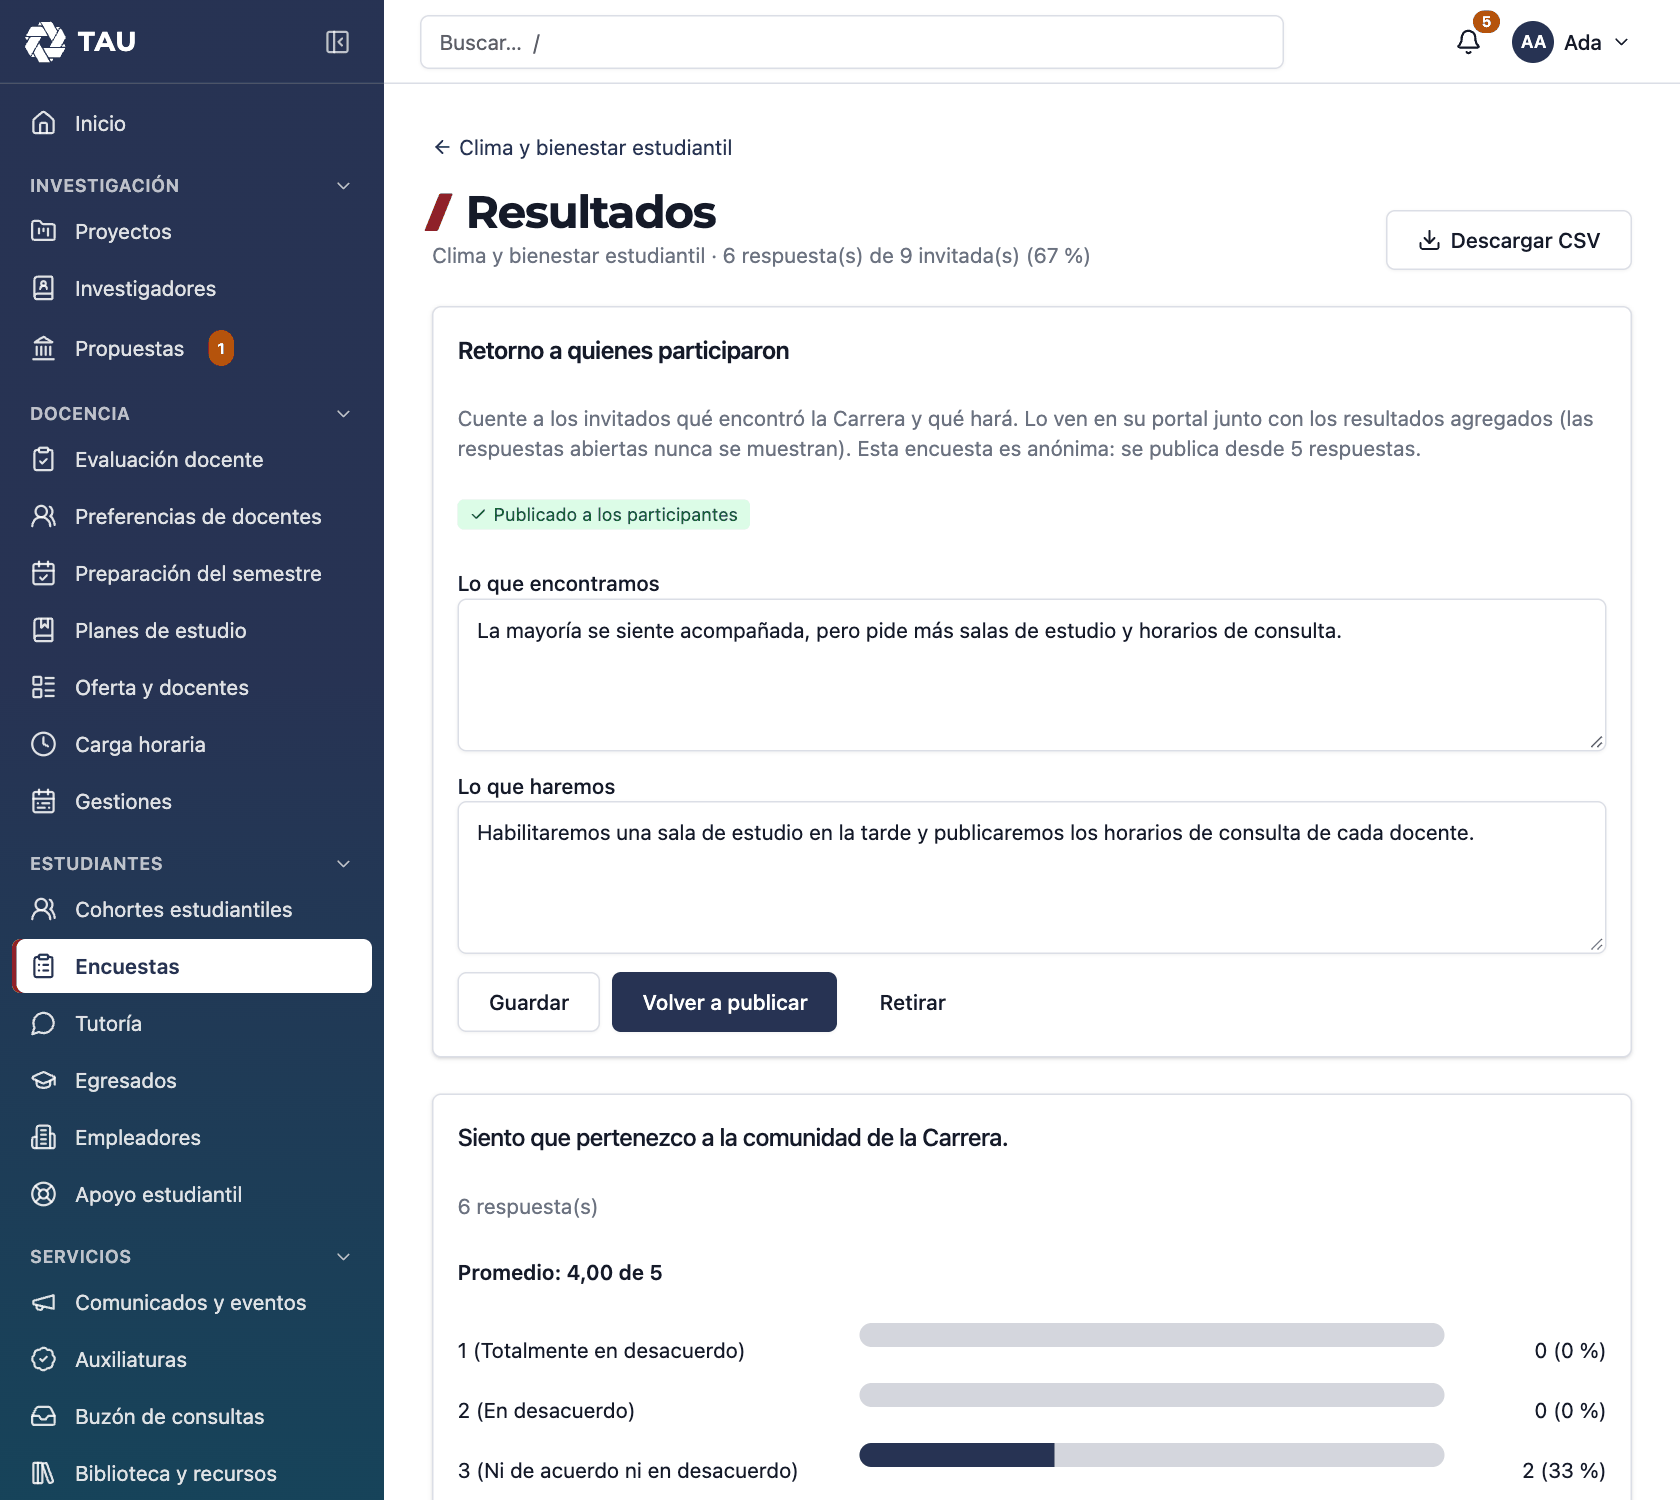 TAU
Buscar... /
5
AA
Ada
Inicio
INVESTIGACIÓN
Proyectos
Investigadores
Propuestas 1
DOCENCIA
Evaluación docente
Preferencias de docentes
Preparación del semestre
Planes de estudio
Oferta y docentes
Carga horaria
Gestiones
ESTUDIANTES
Cohortes estudiantiles
Encuestas
Tutoría
Egresados
Empleadores
Apoyo estudiantil
SERVICIOS
Comunicados y eventos
Auxiliaturas
Buzón de consultas
Biblioteca y recursos
← Clima y bienestar estudiantil
Resultados
Clima y bienestar estudiantil · 6 respuesta(s) de 9 invitada(s) (67 %)
Descargar CSV
Retorno a quienes participaron
Cuente a los invitados qué encontró la Carrera y qué hará. Lo ven en su portal junto con los resultados agregados (las
respuestas abiertas nunca se muestran). Esta encuesta es anónima: se publica desde 5 respuestas.
✓ Publicado a los participantes
Lo que encontramos
La mayoría se siente acompañada, pero pide más salas de estudio y horarios de consulta.
Lo que haremos
Habilitaremos una sala de estudio en la tarde y publicaremos los horarios de consulta de cada docente.
Guardar
Volver a publicar
Retirar
Siento que pertenezco a la comunidad de la Carrera.
6 respuesta(s)
Promedio: 4,00 de 5
1 (Totalmente en desacuerdo) 0 (0 %)
2 (En desacuerdo) 0 (0 %)
3 (Ni de acuerdo ni en desacuerdo) 2 (33 %)